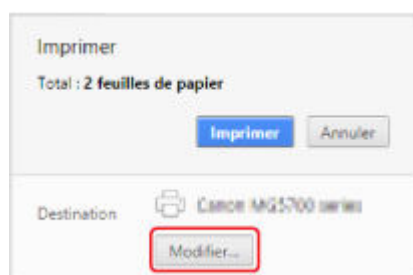 Imprimer
Total : 2 feuilles de papier
Imprimer Annuler
Destination Canon MG5700 series
Modifier...